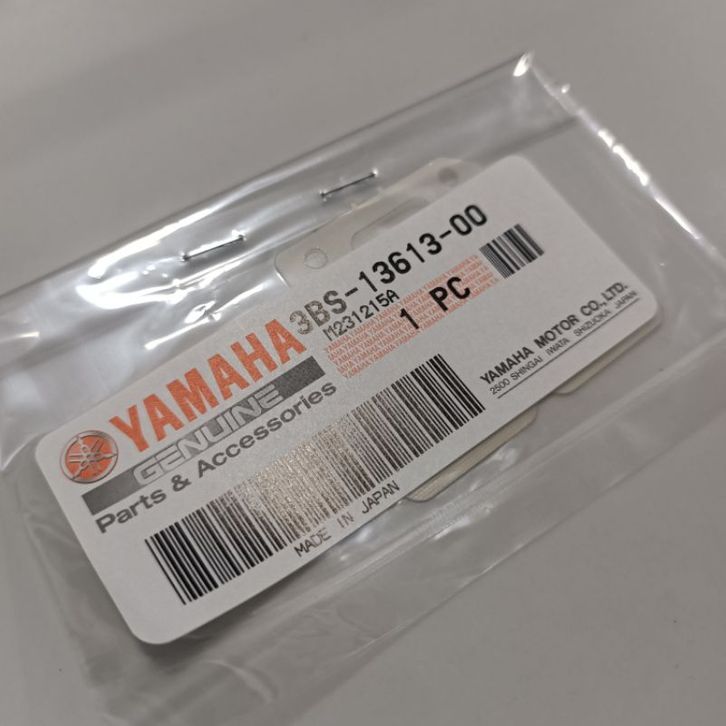 YAMAHA
GENUINE
Parts & Accessories
3BS-13613-00
M231215A
1 PC
MADE IN JAPAN
YAMAHA MOTOR CO.,LTD.
2500 SHINGAI IWATA SHIZUOKA JAPAN